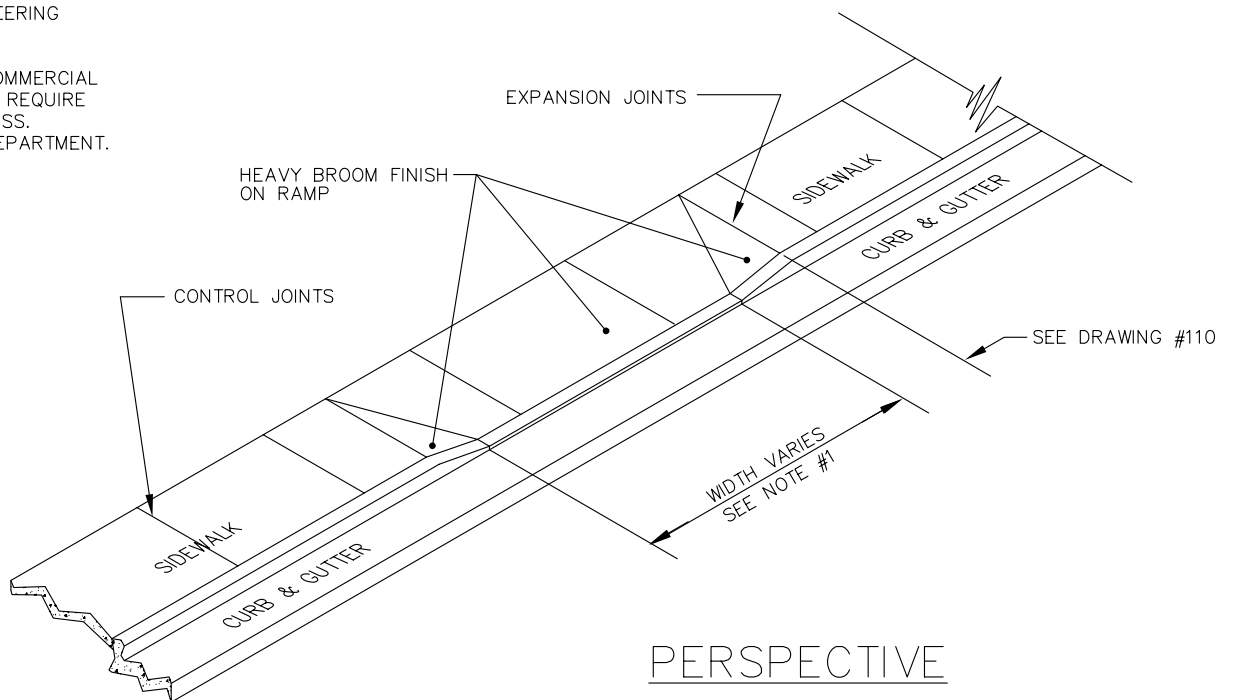 OMMERCIAL
REQUIRE
SS.
EPARTMENT.
EXPANSION JOINTS
HEAVY BROOM FINISH
ON RAMP
SIDEWALK
CURB & GUTTER
CONTROL JOINTS
SEE DRAWING #110
WIDTH VARIES
SEE NOTE #1
SIDEWALK
CURB & GUTTER
PERSPECTIVE